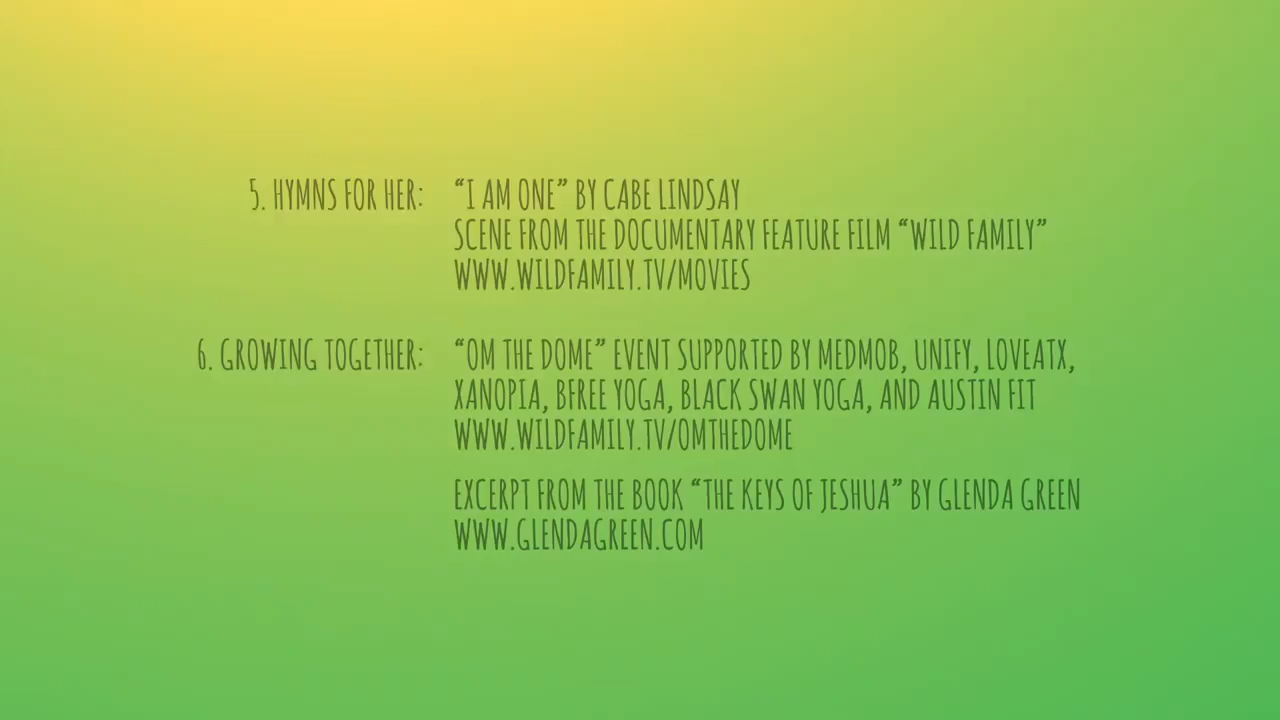 5. HYMNS FOR HER: “I AM ONE” BY CABE LINDSAY
SCENE FROM THE DOCUMENTARY FEATURE FILM “WILD FAMILY”
WWW.WILDFAMILY.TV/MOVIES
6. GROWING TOGETHER: “OM THE DOME” EVENT SUPPORTED BY MEDMOB, UNIFY, LOVEATX,
XANOPIA, BFREE YOGA, BLACK SWAN YOGA, AND AUSTIN FIT
WWW.WILDFAMILY.TV/OMTHEDOME
EXCERPT FROM THE BOOK “THE KEYS OF JESHUA” BY GLENDA GREEN
WWW.GLENDAGREEN.COM